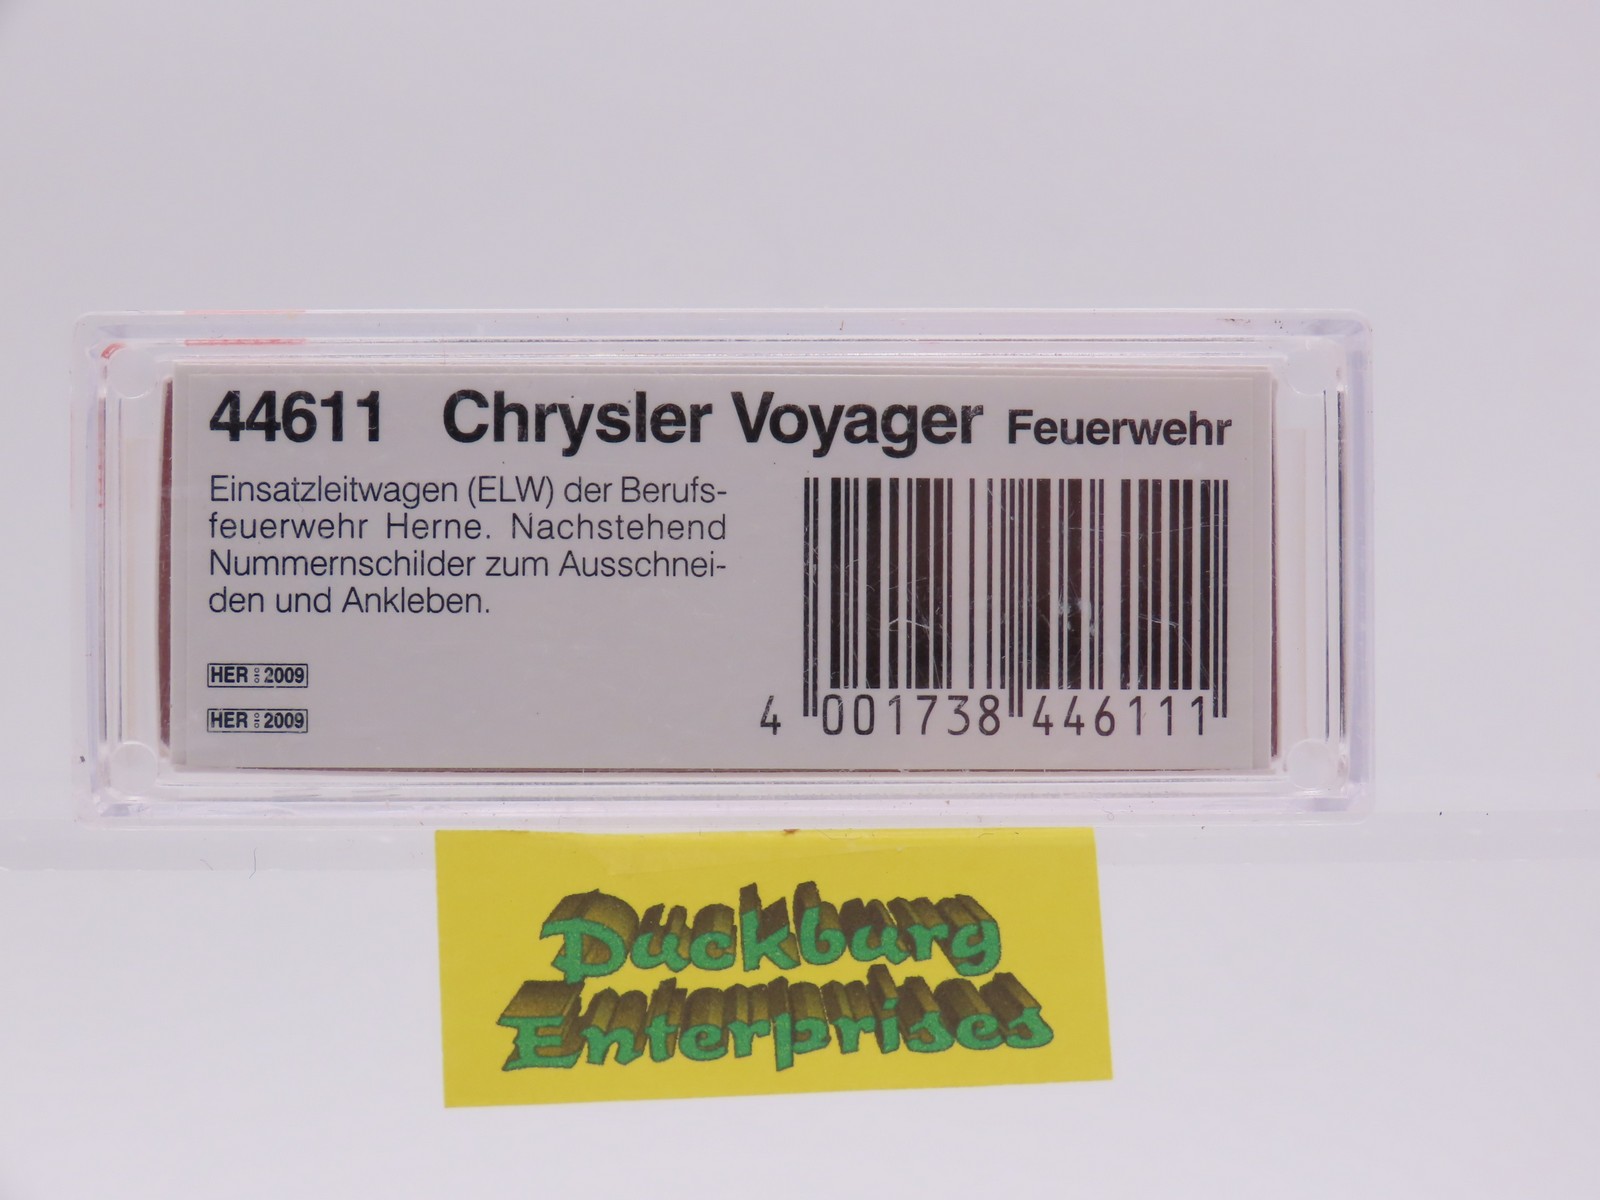 44611 Chrysler Voyager Feuerwehr
Einsatzleitwagen (ELW) der Berufs-
feuerwehr Herne. Nachstehend
Nummernschilder zum Ausschnei-
den und Ankleben.
HER 2009
HER 2009
4 001738 446111
Duckburg
Enterprises